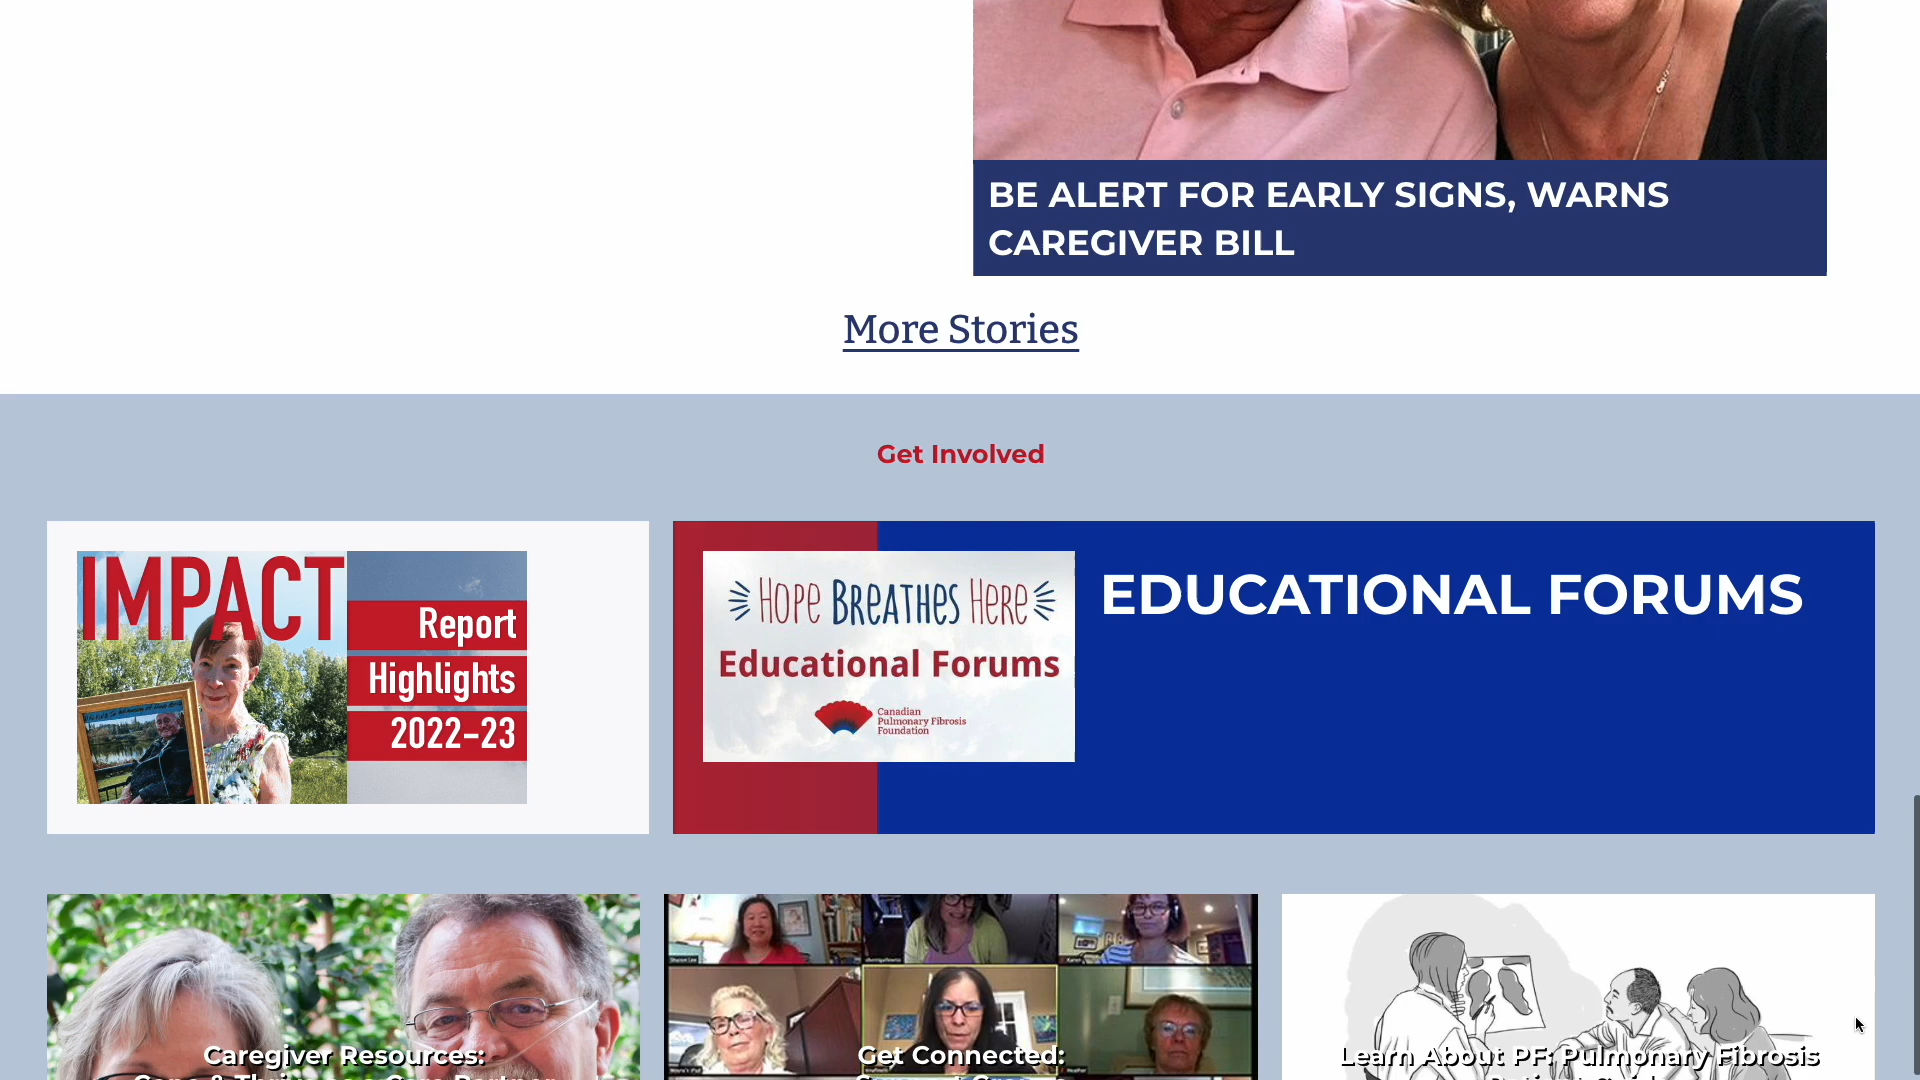 BE ALERT FOR EARLY SIGNS, WARNS
CAREGIVER BILL
More Stories
Get Involved
IMPACT
Report
Highlights
2022-23
HOPE BREATHES HERE
Educational Forums
Canadian
Pulmonary Fibrosis
Foundation
EDUCATIONAL FORUMS
Caregiver Resources:
Get Connected:
Learn About PF: Pulmonary Fibrosis